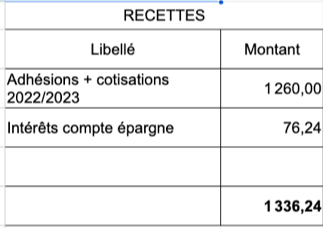 RECETTES
Libellé Montant
Adhésions + cotisations
2022/2023 1 260,00
Intérêts compte épargne 76,24
1 336,24